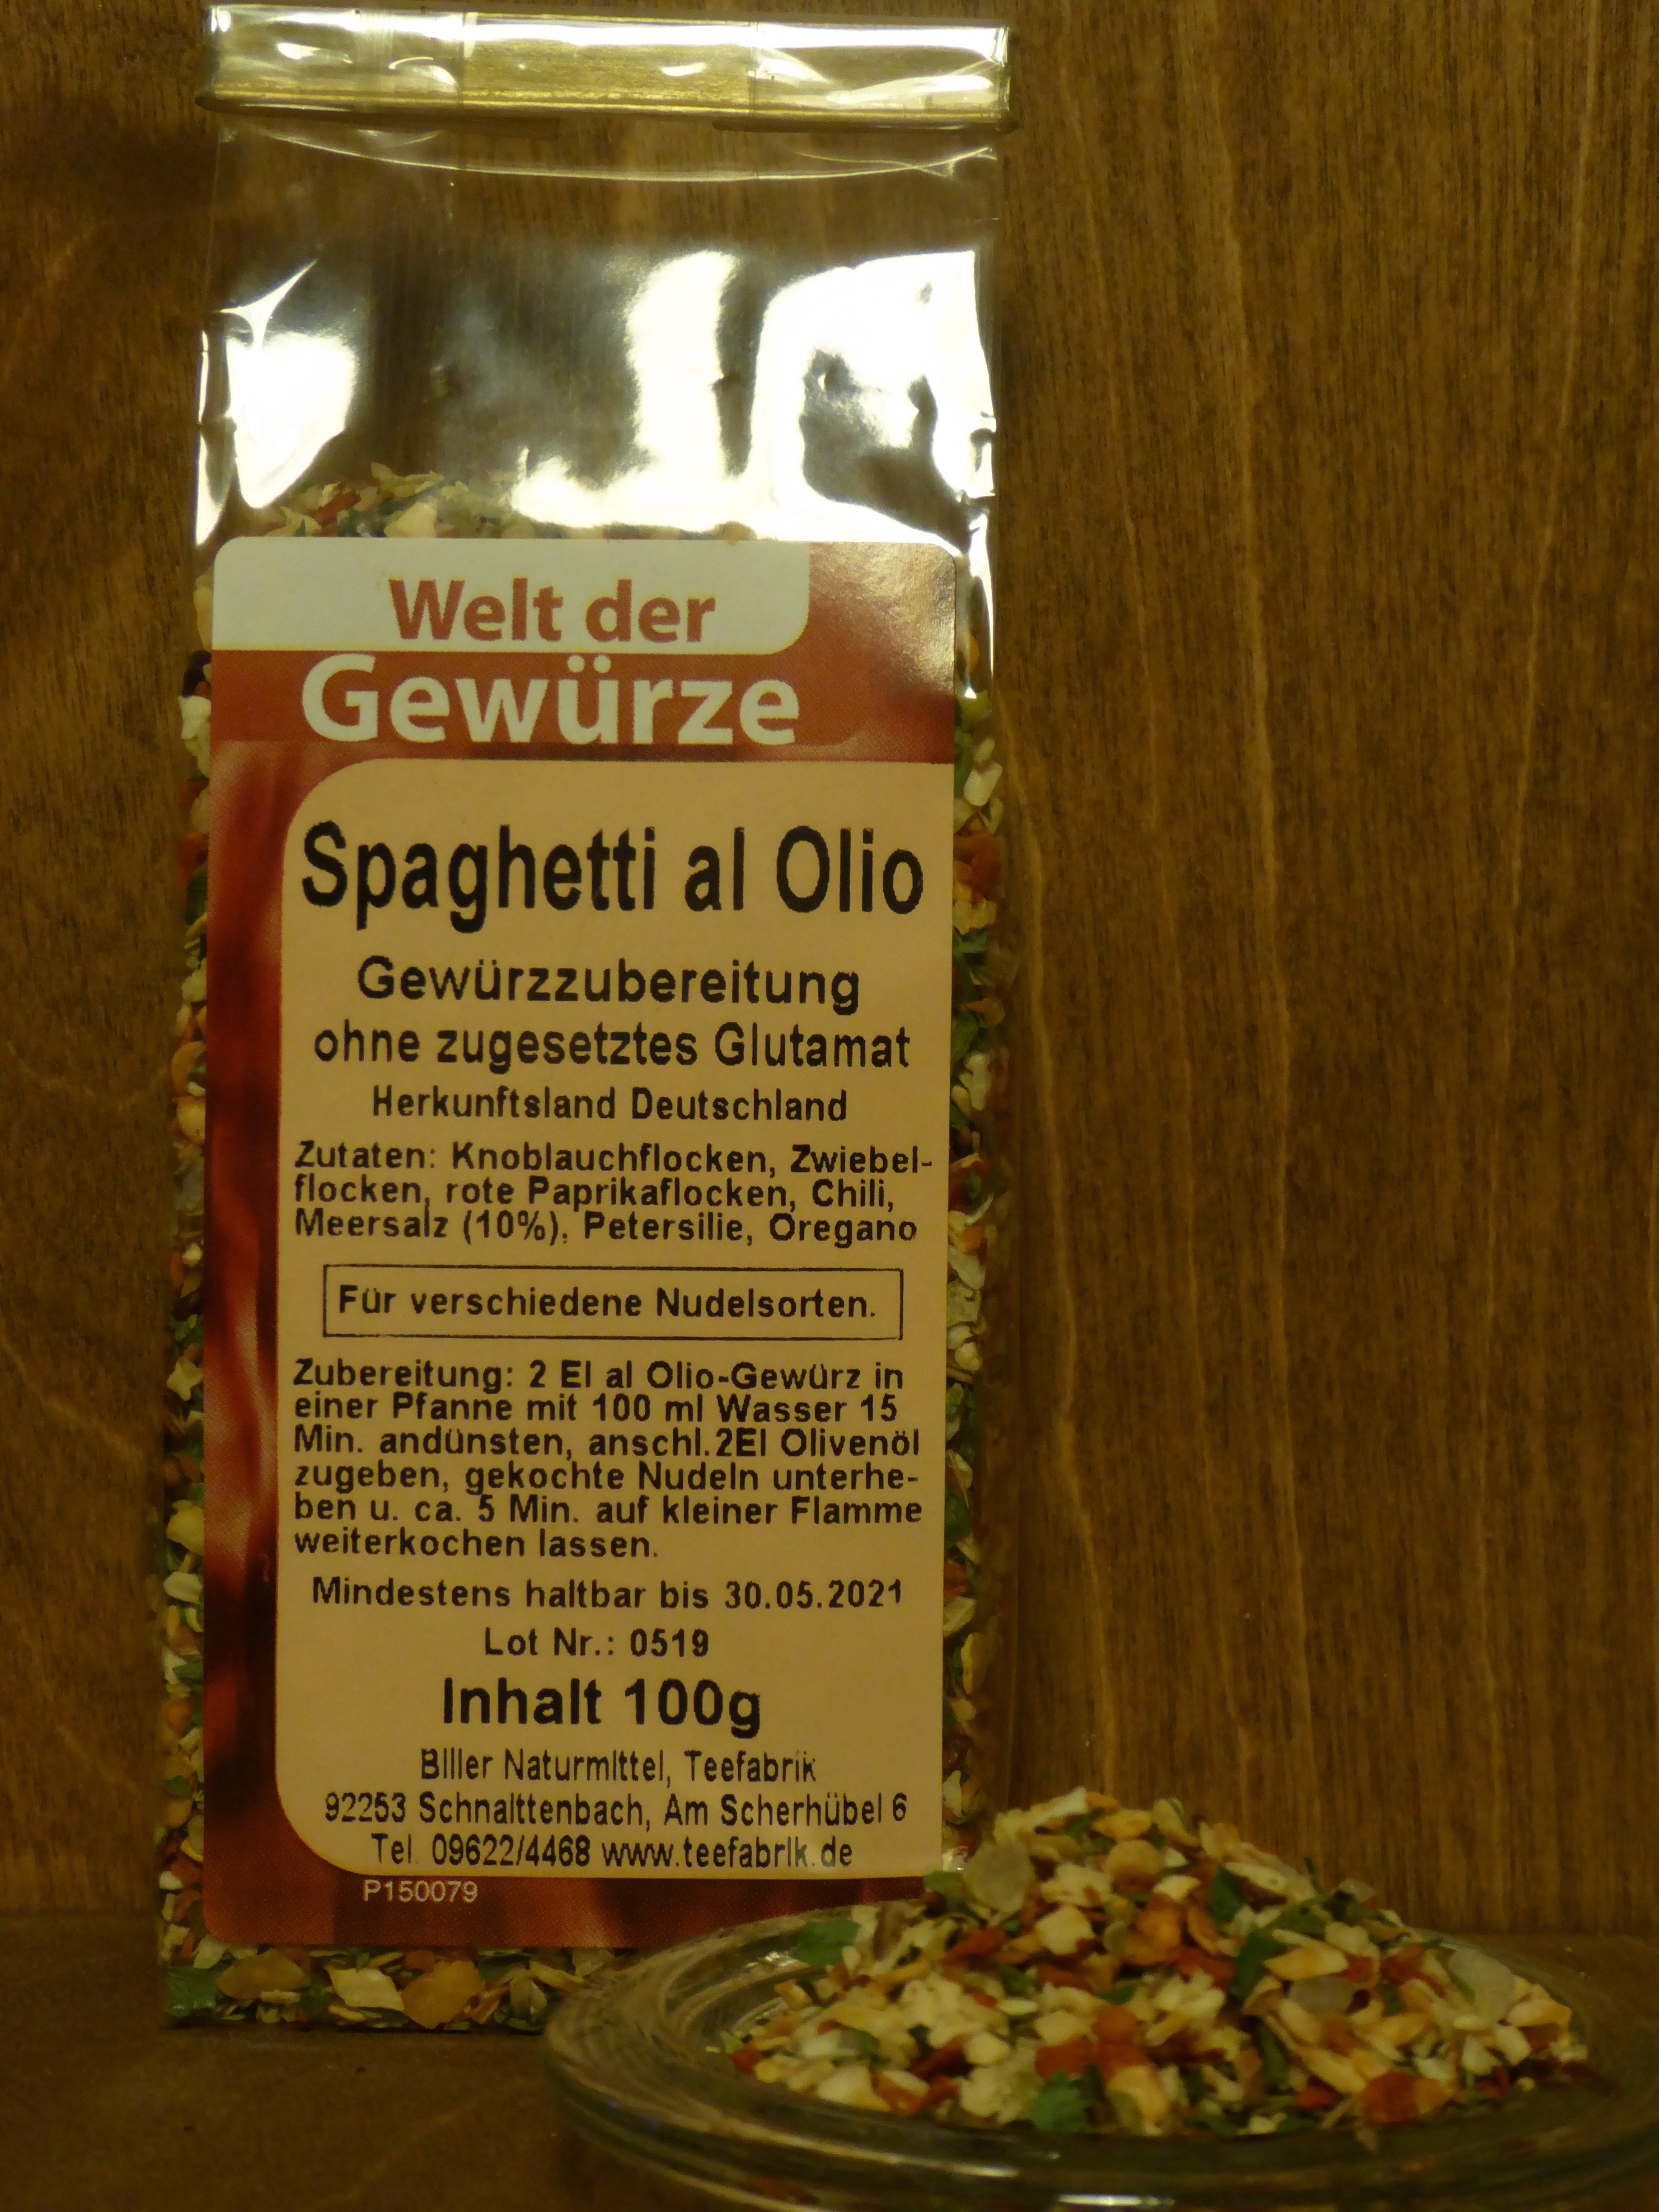 Welt der
Gewürze
Spaghetti al Olio
Gewürzzubereitung
ohne zugesetztes Glutamat
Herkunftsland Deutschland
Zutaten: Knoblauchflocken, Zwiebel-
flocken, rote Paprikaflocken, Chili,
Meersalz (10%), Petersilie, Oregano
Für verschiedene Nudelsorten.
Zubereitung: 2 El al Olio-Gewürz in
einer Pfanne mit 100 ml Wasser 15
Min. andünsten, anschl.2El Olivenöl
zugeben, gekochte Nudeln unterhe-
ben u. ca. 5 Min. auf kleiner Flamme
weiterkochen lassen.
Mindestens haltbar bis 30.05.2021
Lot Nr.: 0519
Inhalt 100g
Biller Naturmittel, Teefabrik
92253 Schnaittenbach, Am Scherhübel 6
Tel. 09622/4468 www.teefabrik.de
P150079